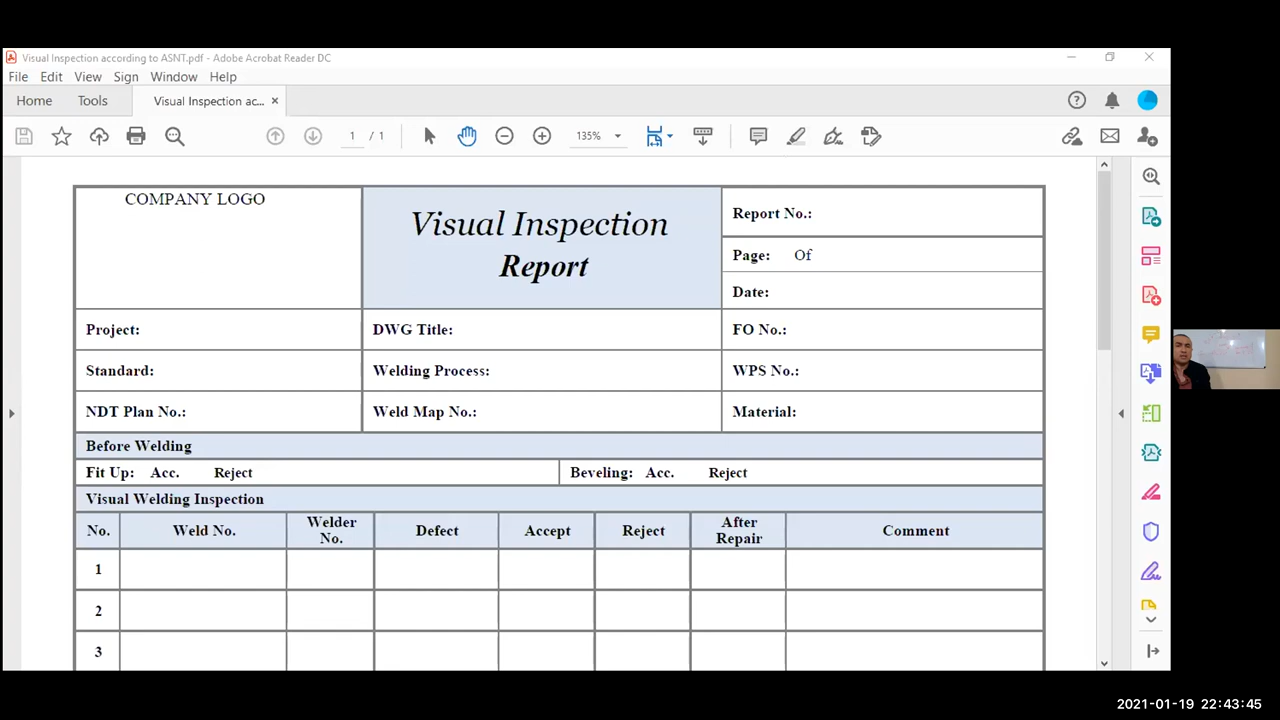 Visual Inspection according to ASNT.pdf - Adobe Acrobat Reader DC
File Edit View Sign Window Help
Home Tools Visual Inspection ac... ×
1 / 1 135%
COMPANY LOGO
Visual Inspection
Report
Report No.:
Page: Of
Date:
Project: DWG Title: FO No.:
Standard: Welding Process: WPS No.:
NDT Plan No.: Weld Map No.: Material:
Before Welding
Fit Up: Acc. Reject Beveling: Acc. Reject
Visual Welding Inspection
No. Weld No. Welder No. Defect Accept Reject After Repair Comment
1
2
3
2021-01-19 22:43:45